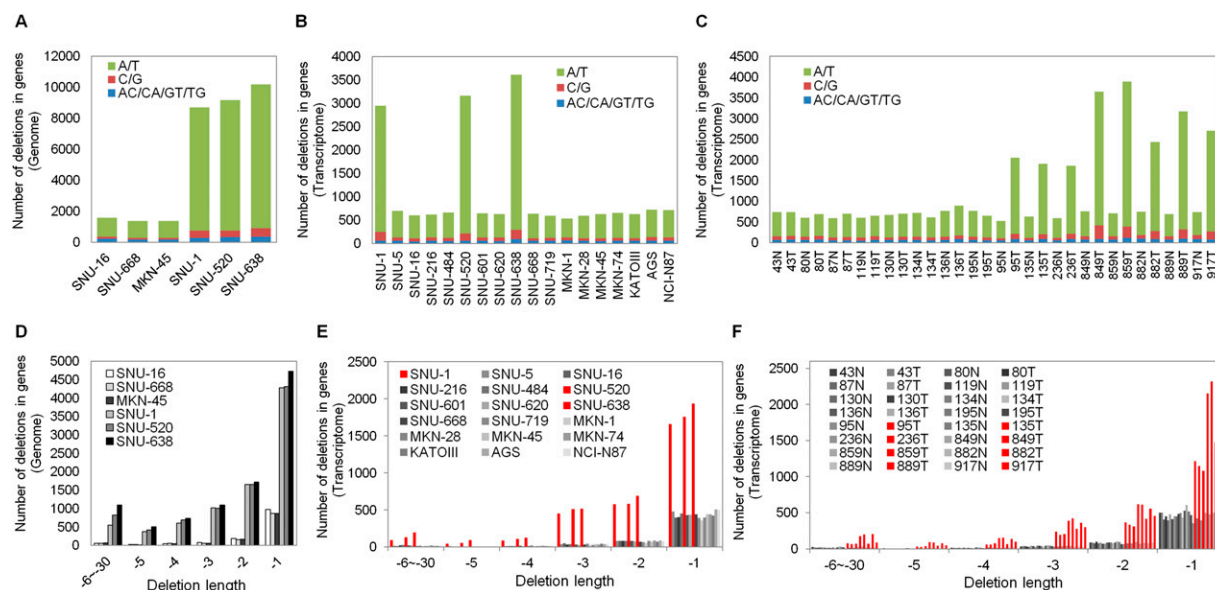 A
Number of deletions in genes
(Genome)
12000
10000
8000
6000
4000
2000
0
A/T
C/G
AC/CA/GT/TG
SNU-16
SNU-668
MKN-45
SNU-1
SNU-520
SNU-638
B
Number of deletions in genes
(Transcriptome)
4000
3500
3000
2500
2000
1500
1000
500
0
A/T
C/G
AC/CA/GT/TG
SNU-1
SNU-5
SNU-16
SNU-216
SNU-484
SNU-520
SNU-601
SNU-620
SNU-638
SNU-668
SNU-719
MKN-1
MKN-28
MKN-45
MKN-74
KATOIII
AGS
NCI-N87
C
Number of deletions in genes
(Transcriptome)
4500
4000
3500
3000
2500
2000
1500
1000
500
0
A/T
C/G
AC/CA/GT/TG
43N
43T
80N
80T
87N
87T
119N
119T
130N
130T
134N
134T
136N
136T
195N
195T
95N
95T
135N
135T
236N
236T
849N
849T
859N
859T
882N
882T
889N
889T
917N
917T
D
Number of deletions in genes
(Genome)
5000
4500
4000
3500
3000
2500
2000
1500
1000
500
0
SNU-16
SNU-668
MKN-45
SNU-1
SNU-520
SNU-638
-6~-30
-5
-4
-3
-2
-1
Deletion length
E
Number of deletions in genes
(Transcriptome)
2500
2000
1500
1000
500
0
SNU-1 SNU-5 SNU-16
SNU-216 SNU-484 SNU-520
SNU-601 SNU-620 SNU-638
SNU-668 SNU-719 MKN-1
MKN-28 MKN-45 MKN-74
KATOIII AGS NCI-N87
-6~-30
-5
-4
-3
-2
-1
Deletion length
F
Number of deletions in genes
(Transcriptome)
2500
2000
1500
1000
500
0
43N 43T 80N 80T
87N 87T 119N 119T
130N 130T 134N 134T
136N 136T 195N 195T
95N 95T 135N 135T
236N 236T 849N 849T
859N 859T 882N 882T
889N 889T 917N 917T
-6~-30
-5
-4
-3
-2
-1
Deletion length